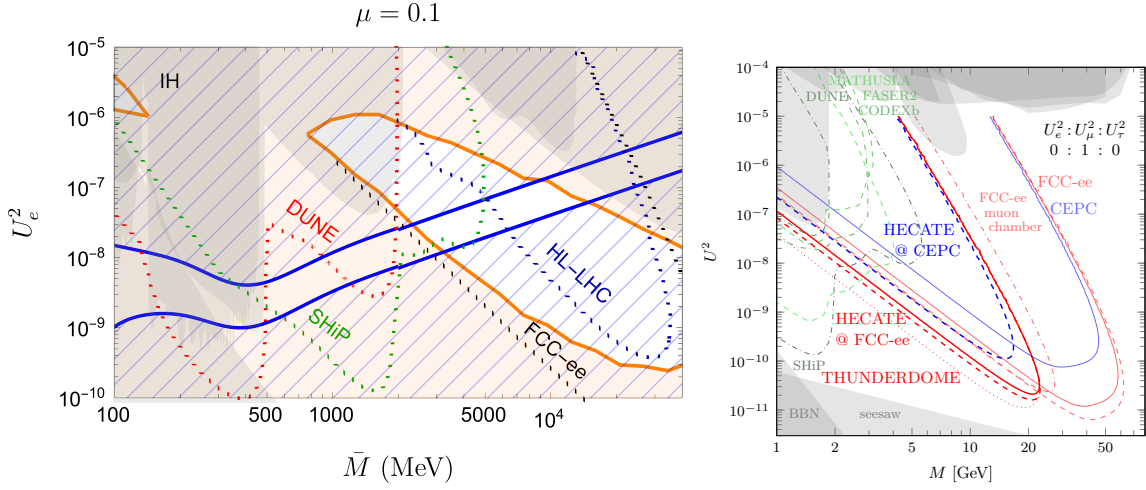 μ = 0.1
IH
DUNE
SHiP
HL-LHC
FCC-ee
U_e^2
10^-5
10^-6
10^-7
10^-8
10^-9
10^-10
100 500 1000 5000 10^4
M̄ (MeV)
MATHUSLA
DUNE FASER2
CODEXb
U_e^2 : U_μ^2 : U_τ^2
0 : 1 : 0
FCC-ee
CEPC
FCC-ee
muon
chamber
HECATE
@ CEPC
HECATE
@ FCC-ee
SHiP
THUNDERDOME
BBN
seesaw
U^2
10^-4
10^-5
10^-6
10^-7
10^-8
10^-9
10^-10
10^-11
1 2 5 10 20 50
M [GeV]